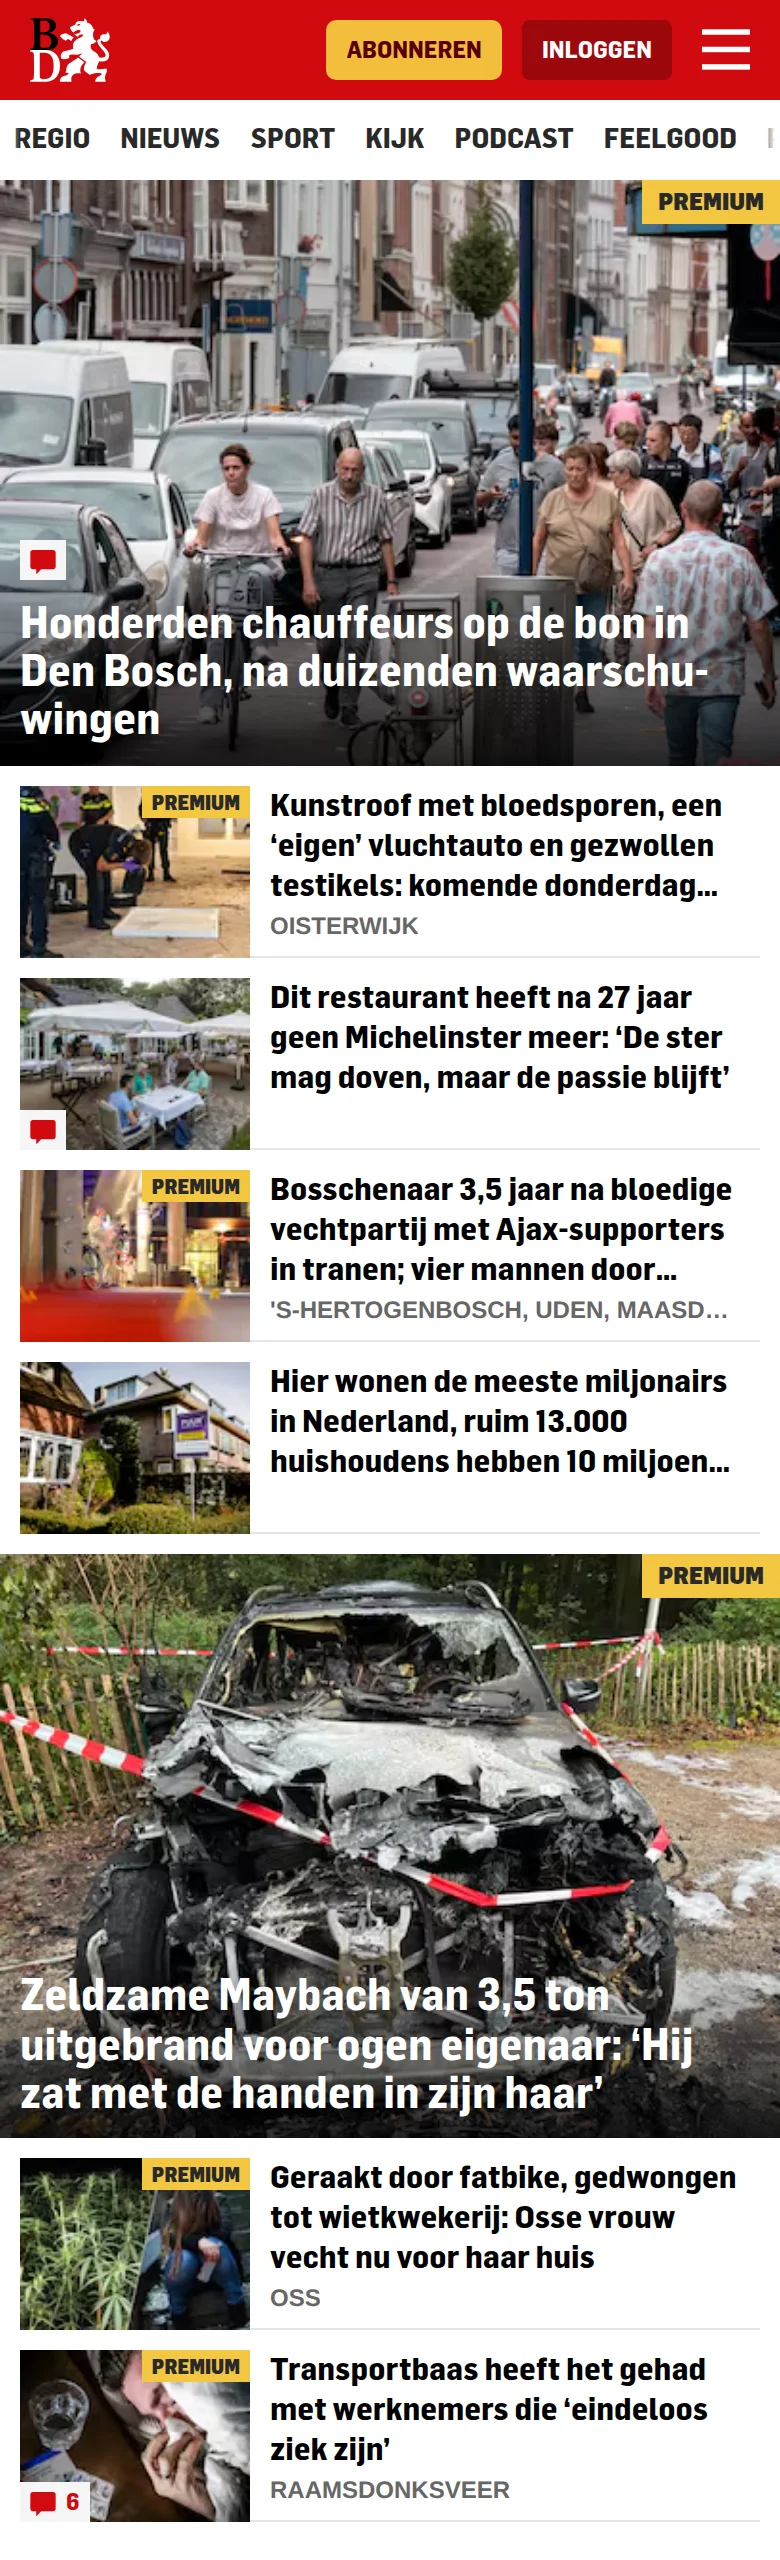 BD
ABONNEREN
INLOGGEN
REGIO NIEUWS SPORT KIJK PODCAST FEELGOOD
PREMIUM
Honderden chauffeurs op de bon in
Den Bosch, na duizenden waarschu-
wingen
PREMIUM
Kunstroof met bloedsporen, een
‘eigen’ vluchtauto en gezwollen
testikels: komende donderdag...
OISTERWIJK
Dit restaurant heeft na 27 jaar
geen Michelinster meer: ‘De ster
mag doven, maar de passie blijft’
PREMIUM
Bosschenaar 3,5 jaar na bloedige
vechtpartij met Ajax-supporters
in tranen; vier mannen door...
'S-HERTOGENBOSCH, UDEN, MAASD...
Hier wonen de meeste miljonairs
in Nederland, ruim 13.000
huishoudens hebben 10 miljoen...
PREMIUM
Zeldzame Maybach van 3,5 ton
uitgebrand voor ogen eigenaar: ‘Hij
zat met de handen in zijn haar’
PREMIUM
Geraakt door fatbike, gedwongen
tot wietkwekerij: Osse vrouw
vecht nu voor haar huis
OSS
PREMIUM
Transportbaas heeft het gehad
met werknemers die ‘eindeloos
ziek zijn’
RAAMSDONKSVEER
6